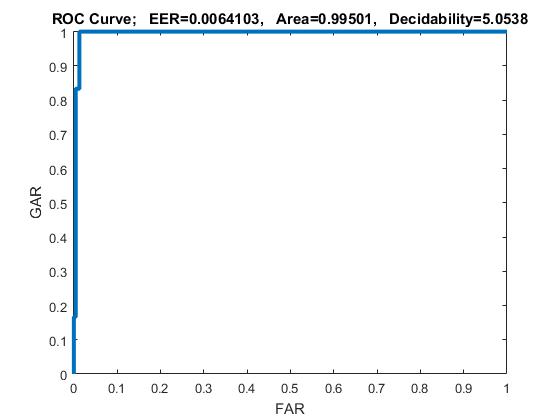 ROC Curve;   EER=0.0064103,   Area=0.99501,   Decidability=5.0538
1
0.9
0.8
0.7
0.6
0.5
0.4
0.3
0.2
0.1
0
GAR
0 0.1 0.2 0.3 0.4 0.5 0.6 0.7 0.8 0.9 1
FAR